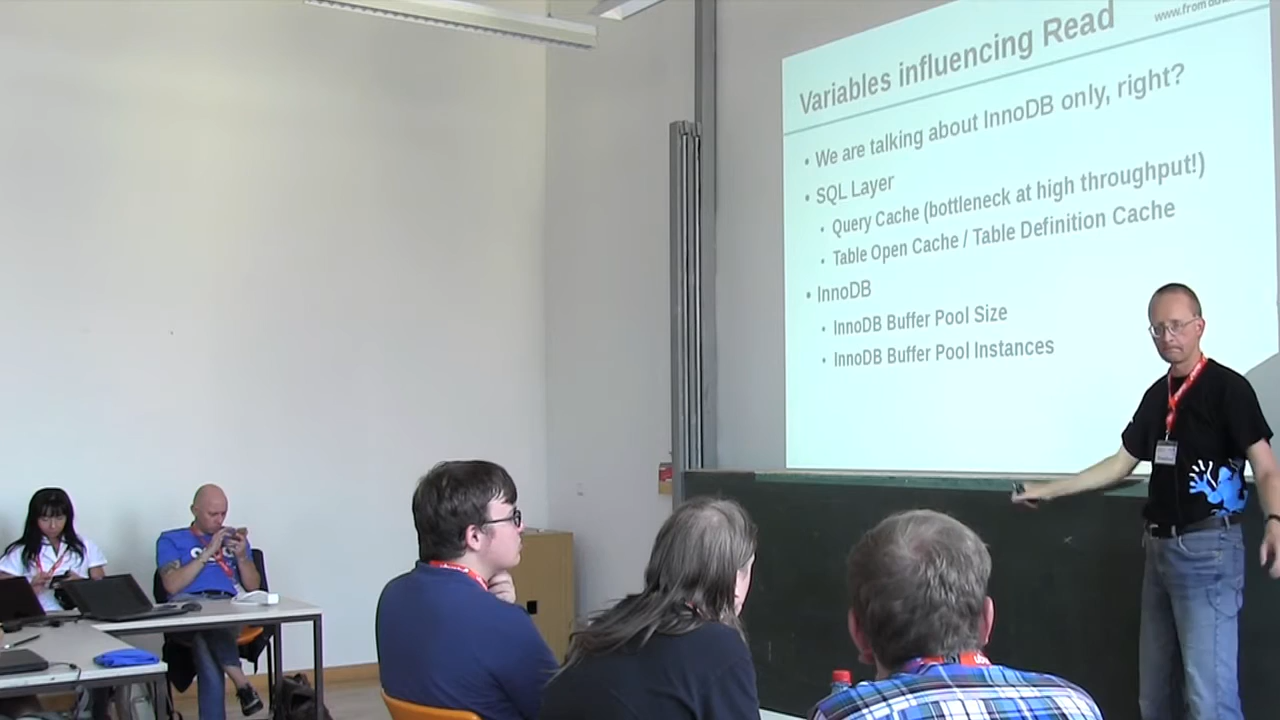 Variables influencing Read
• We are talking about InnoDB only, right?
• SQL Layer
• Query Cache (bottleneck at high throughput!)
• Table Open Cache / Table Definition Cache
• InnoDB
• InnoDB Buffer Pool Size
• InnoDB Buffer Pool Instances